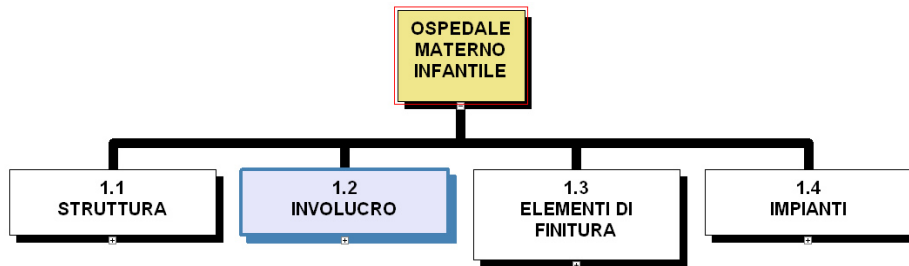 OSPEDALE
MATERNO
INFANTILE
1.1
STRUTTURA
1.2
INVOLUCRO
1.3
ELEMENTI DI
FINITURA
1.4
IMPIANTI